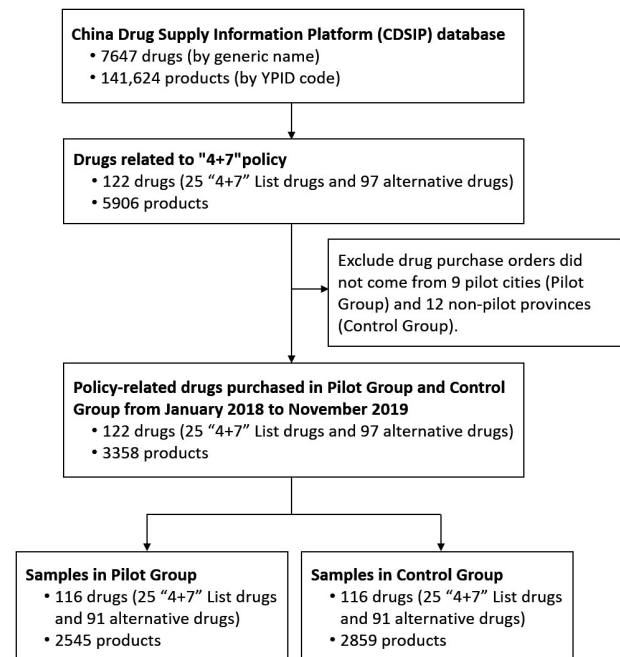 China Drug Supply Information Platform (CDSIP) database
• 7647 drugs (by generic name)
• 141,624 products (by YPID code)
Drugs related to "4+7"policy
• 122 drugs (25 “4+7” List drugs and 97 alternative drugs)
• 5906 products
Exclude drug purchase orders did
not come from 9 pilot cities (Pilot
Group) and 12 non-pilot provinces
(Control Group).
Policy-related drugs purchased in Pilot Group and Control
Group from January 2018 to November 2019
• 122 drugs (25 “4+7” List drugs and 97 alternative drugs)
• 3358 products
Samples in Pilot Group
• 116 drugs (25 “4+7” List drugs
and 91 alternative drugs)
• 2545 products
Samples in Control Group
• 116 drugs (25 “4+7” List drugs
and 91 alternative drugs)
• 2859 products